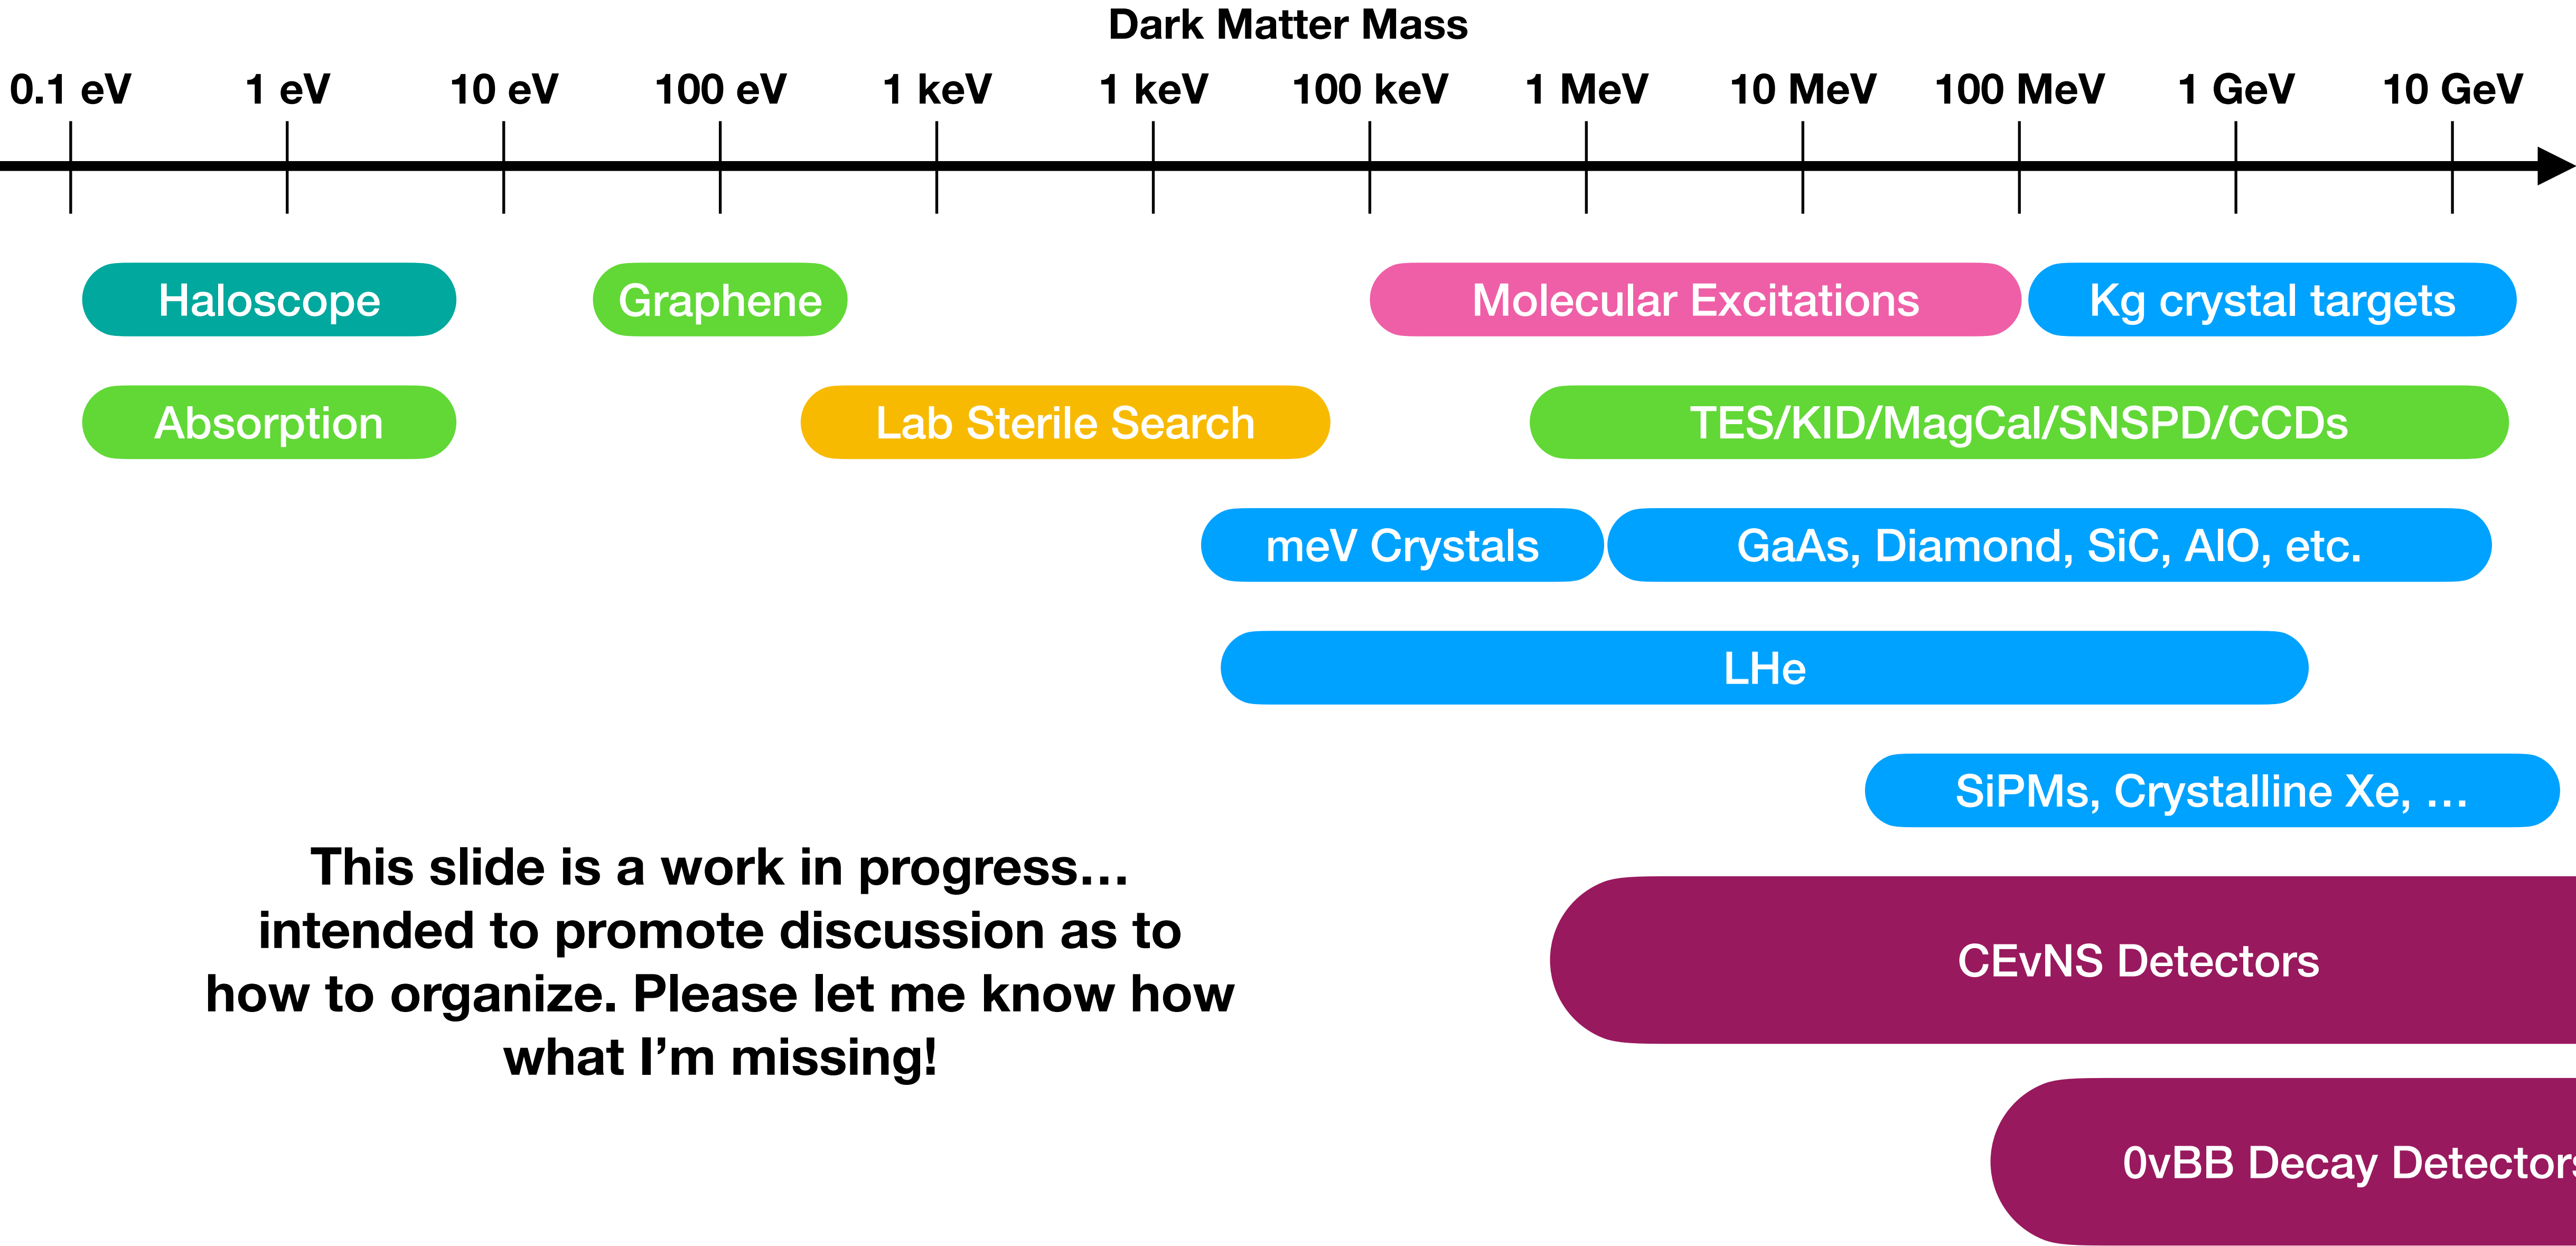 Dark Matter Mass
0.1 eV 1 eV 10 eV 100 eV 1 keV 1 keV 100 keV 1 MeV 10 MeV 100 MeV 1 GeV 10 GeV
Haloscope Graphene Molecular Excitations Kg crystal targets
Absorption Lab Sterile Search TES/KID/MagCal/SNSPD/CCDs
meV Crystals GaAs, Diamond, SiC, AlO, etc.
LHe
SiPMs, Crystalline Xe, …
This slide is a work in progress…
intended to promote discussion as to
how to organize. Please let me know how
what I’m missing!
CEvNS Detectors
0vBB Decay Detectors